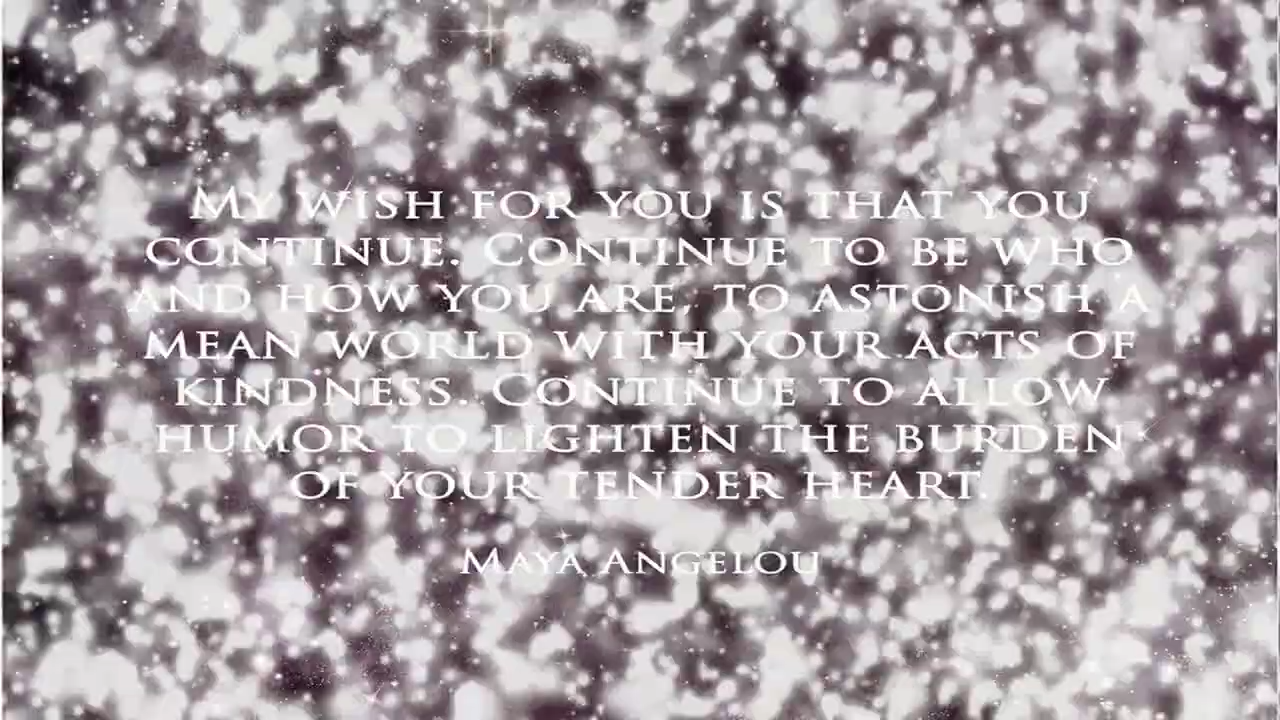 My wish for you is that you
continue. Continue to be who
and how you are, to astonish a
mean world with your acts of
kindness. Continue to allow
humor to lighten the burden
of your tender heart.
Maya Angelou